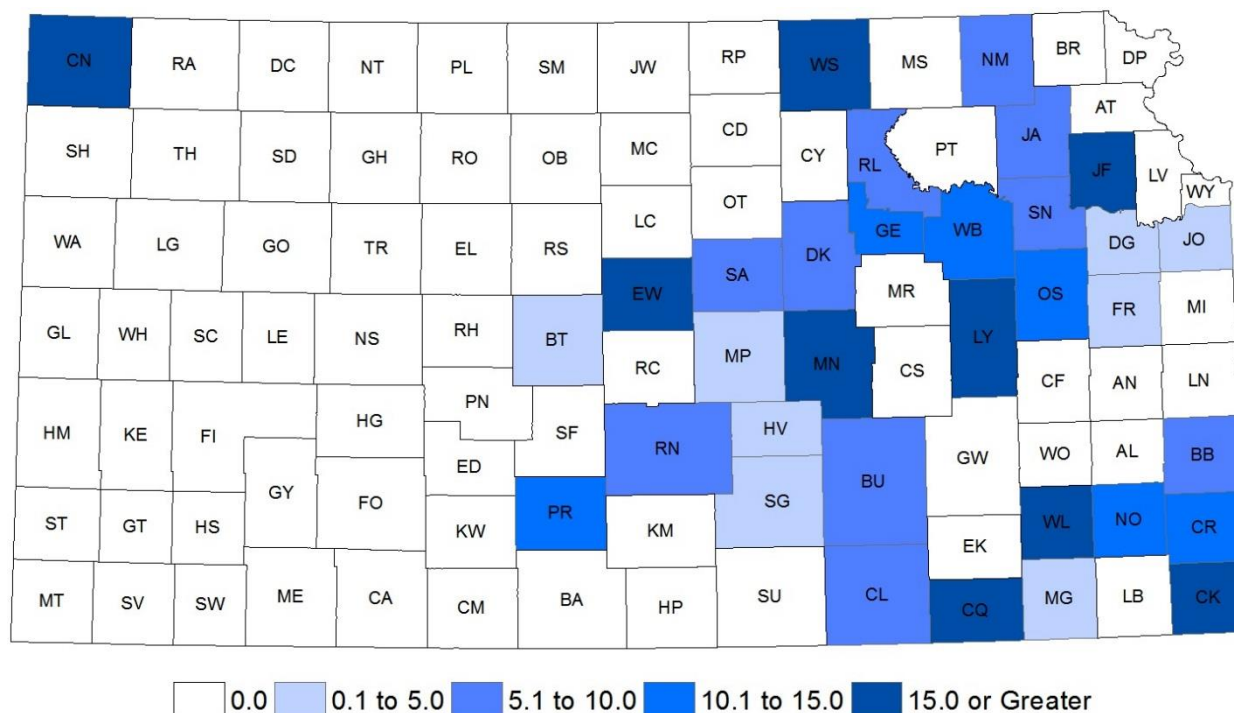 CN RA DC NT PL SM JW RP WS MS NM BR DP
SH TH SD GH RO OB MC CD CY RL PT JA AT JF LV WY
WA LG GO TR EL RS LC OT SA DK GE WB SN DG JO
GL WH SC LE NS RH BT EW RC MP MN MR CS LY OS FR MI
HM KE FI HG PN SF RN HV BU GW CF AN LN
GY FO ED PR KM SG WO AL BB
ST GT HS KW EK WL NO CR
MT SV SW ME CA CM BA HP SU CL CQ MG LB CK
0.0 0.1 to 5.0 5.1 to 10.0 10.1 to 15.0 15.0 or Greater